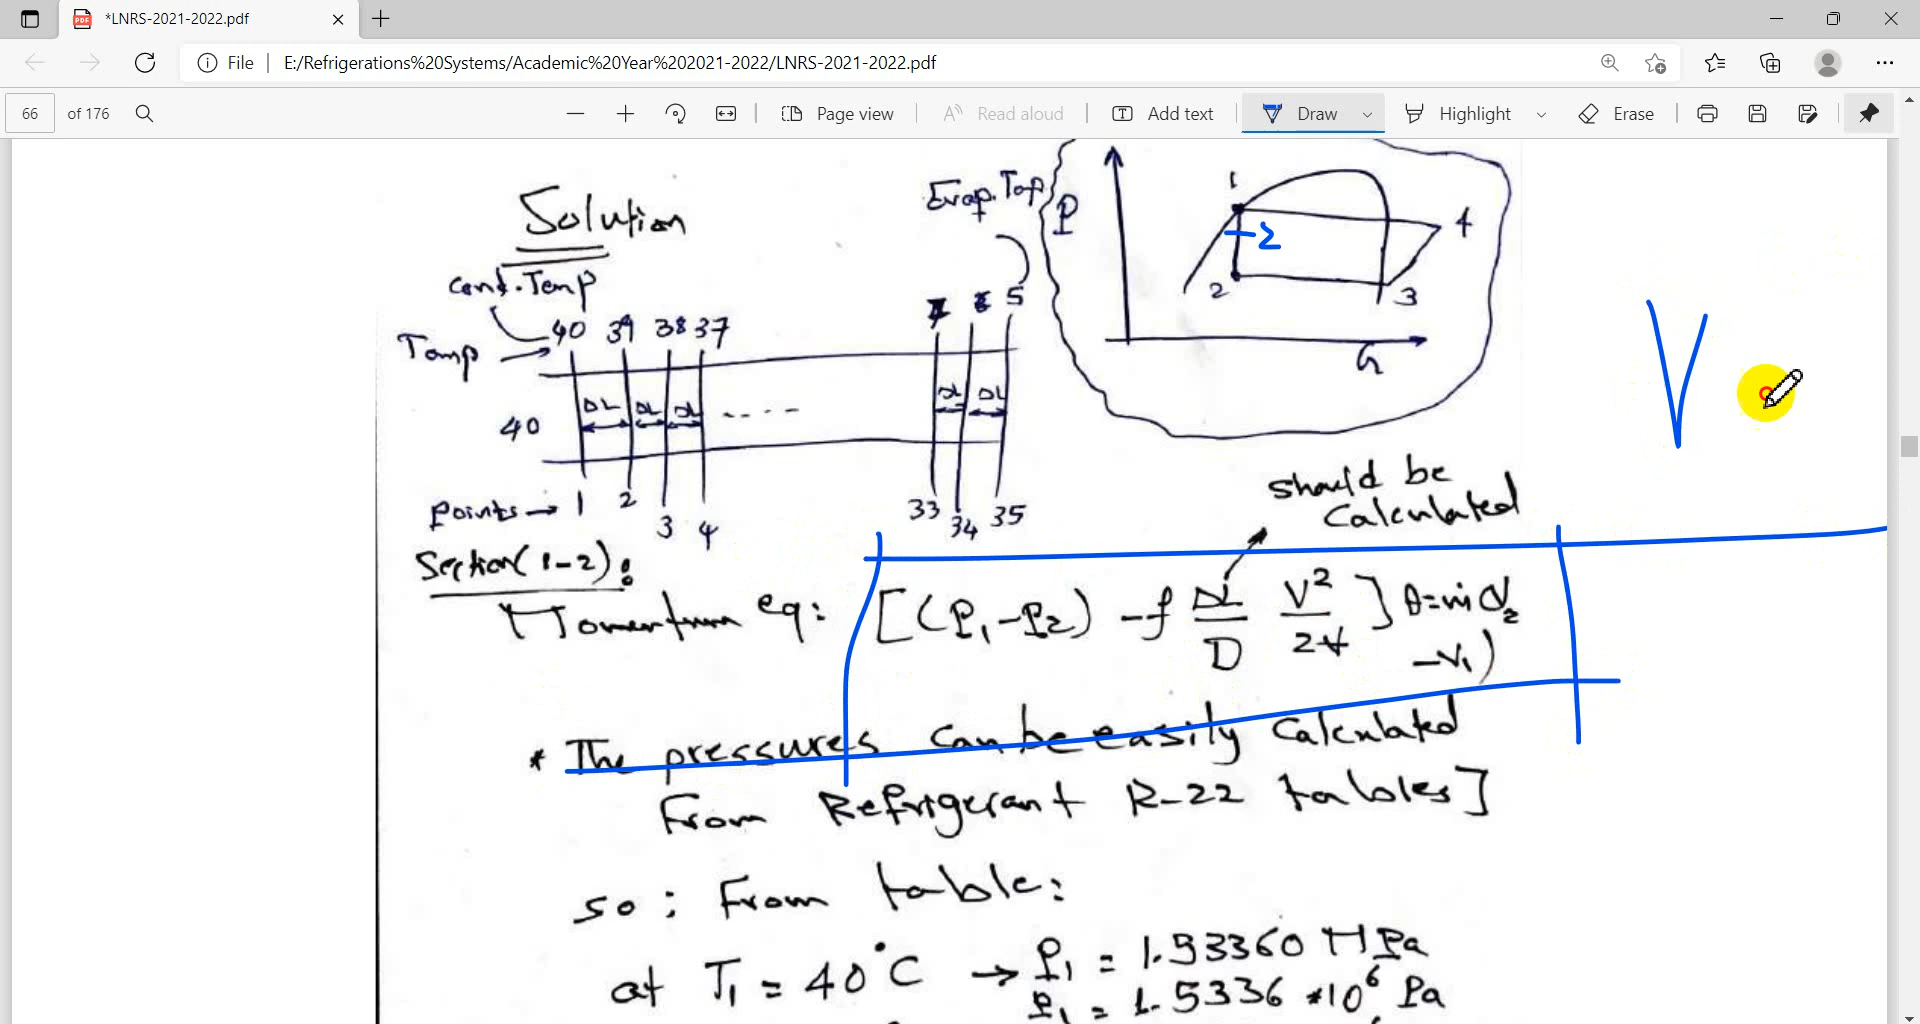 *LNRS-2021-2022.pdf
File E:/Refrigerations%20Systems/Academic%20Year%202021-2022/LNRS-2021-2022.pdf
66 of 176 Page view Read aloud Add text Draw Highlight Erase
Solution
Evap. Temp
P
1
4
2
2
3
h
Cond. Temp
Temp → 40 39 38 37
5
V
40 ΔL ΔL ΔL ..... ΔL ΔL
points → 1 2 3 4 33 34 35
should be
Calculated
Section(1-2):
Momentum eq: [(P₁-P₂) -f ΔL/D V²/2v] A=ṁ(V₂
-V₁)
* The pressures can be easily Calculated
From Refrigerant R-22 tables]
so: From table:
at T₁ = 40°C → P₁ = 1.53360 MPa
P₁ = 1.5336 *10⁶ Pa